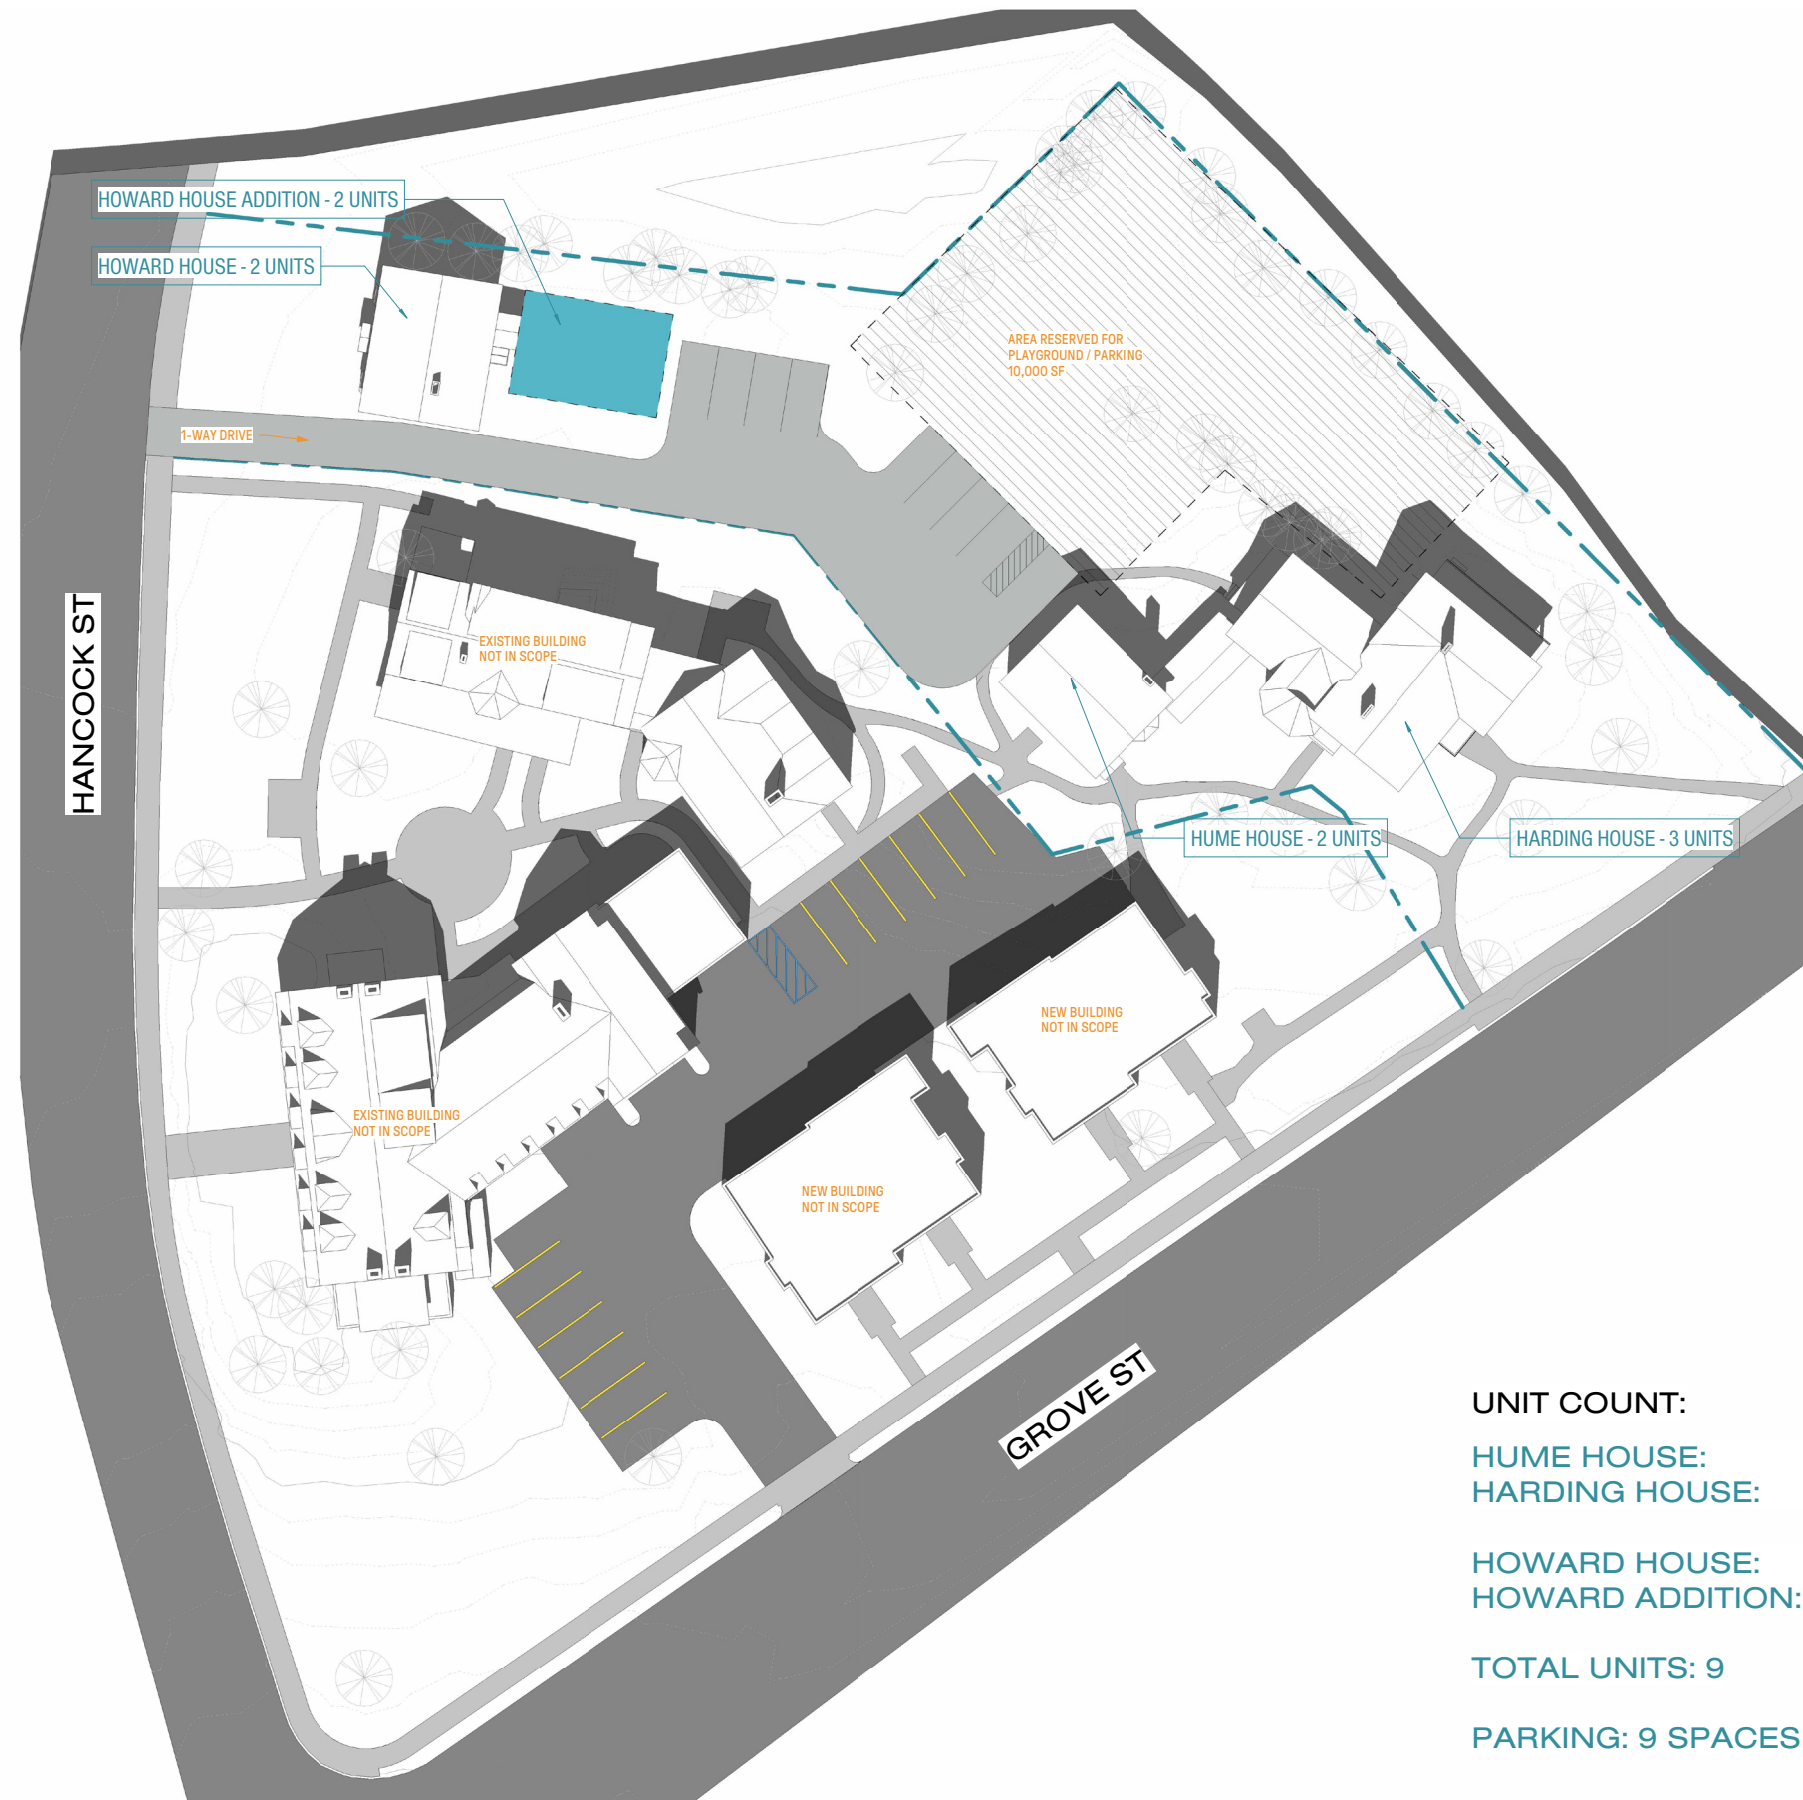 HOWARD HOUSE ADDITION - 2 UNITS
HOWARD HOUSE - 2 UNITS
1-WAY DRIVE
AREA RESERVED FOR
PLAYGROUND / PARKING
10,000 SF
HANCOCK ST
EXISTING BUILDING
NOT IN SCOPE
HUME HOUSE - 2 UNITS
HARDING HOUSE - 3 UNITS
NEW BUILDING
NOT IN SCOPE
EXISTING BUILDING
NOT IN SCOPE
NEW BUILDING
NOT IN SCOPE
GROVE ST
UNIT COUNT:
HUME HOUSE:
HARDING HOUSE:
HOWARD HOUSE:
HOWARD ADDITION:
TOTAL UNITS: 9
PARKING: 9 SPACES